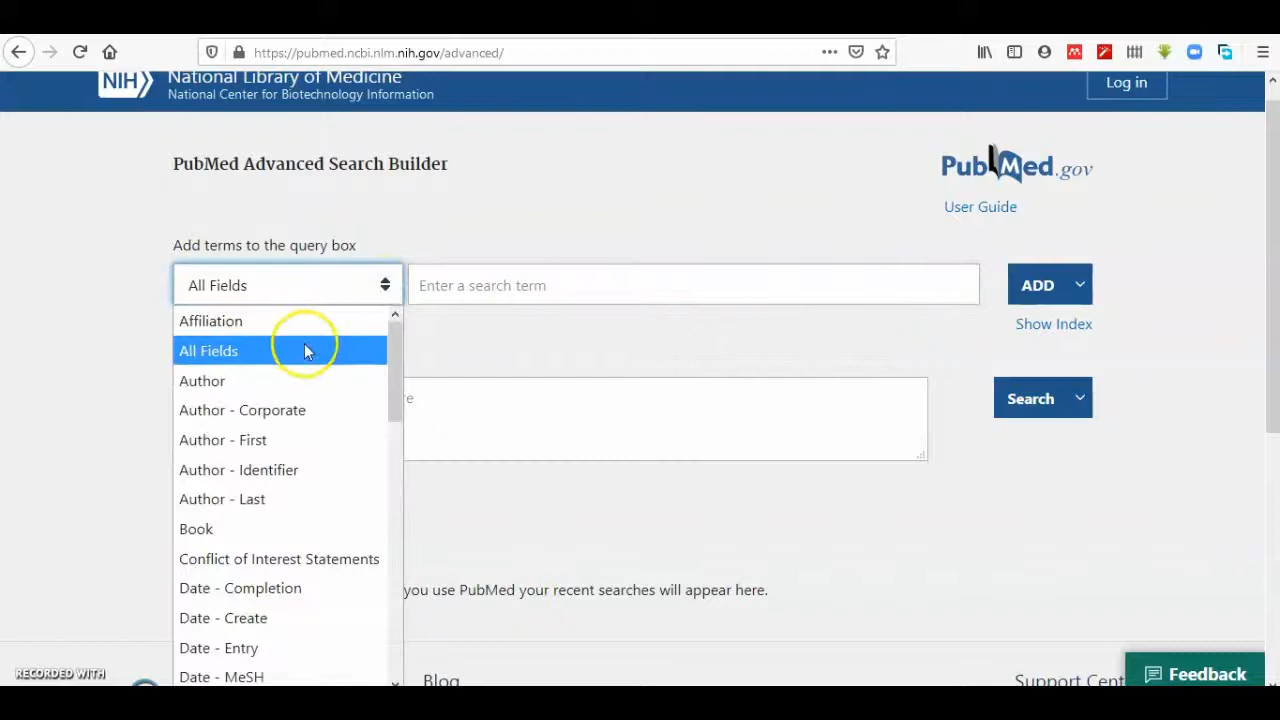 https://pubmed.ncbi.nlm.nih.gov/advanced/
NIH
National Library of Medicine
National Center for Biotechnology Information
Log in
PubMed Advanced Search Builder
PubMed.gov
User Guide
Add terms to the query box
All Fields
Enter a search term
ADD
Affiliation
Show Index
All Fields
Author
Author - Corporate
Search
Author - First
Author - Identifier
Author - Last
Book
Conflict of Interest Statements
Date - Completion
you use PubMed your recent searches will appear here.
Date - Create
Date - Entry
Date - MeSH
RECORDED WITH
Blog
Support Cent
Feedback